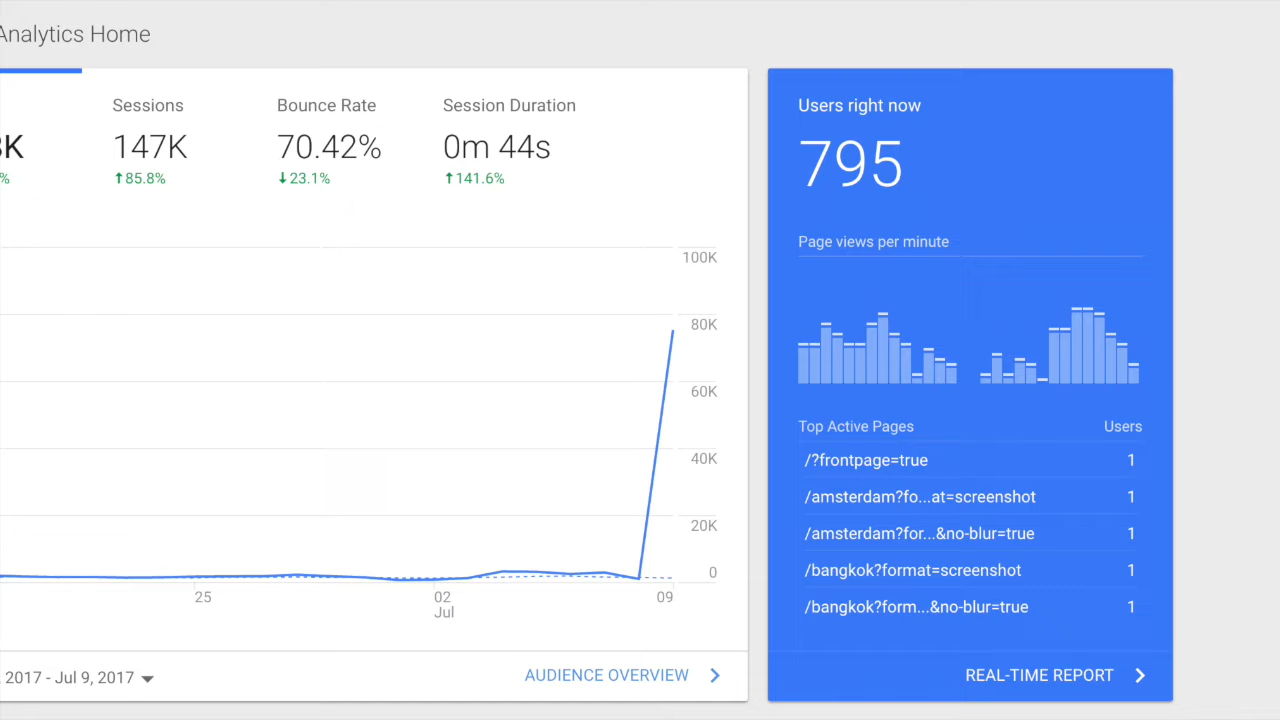 Analytics Home
Sessions
Bounce Rate
Session Duration
K
147K
70.42%
0m 44s
%
↑85.8%
↓23.1%
↑141.6%
100K
80K
60K
40K
20K
0
25
02
Jul
09
2017 - Jul 9, 2017
AUDIENCE OVERVIEW
Users right now
795
Page views per minute
Top Active Pages Users
/?frontpage=true 1
/amsterdam?fo...at=screenshot 1
/amsterdam?for...&no-blur=true 1
/bangkok?format=screenshot 1
/bangkok?form...&no-blur=true 1
REAL-TIME REPORT